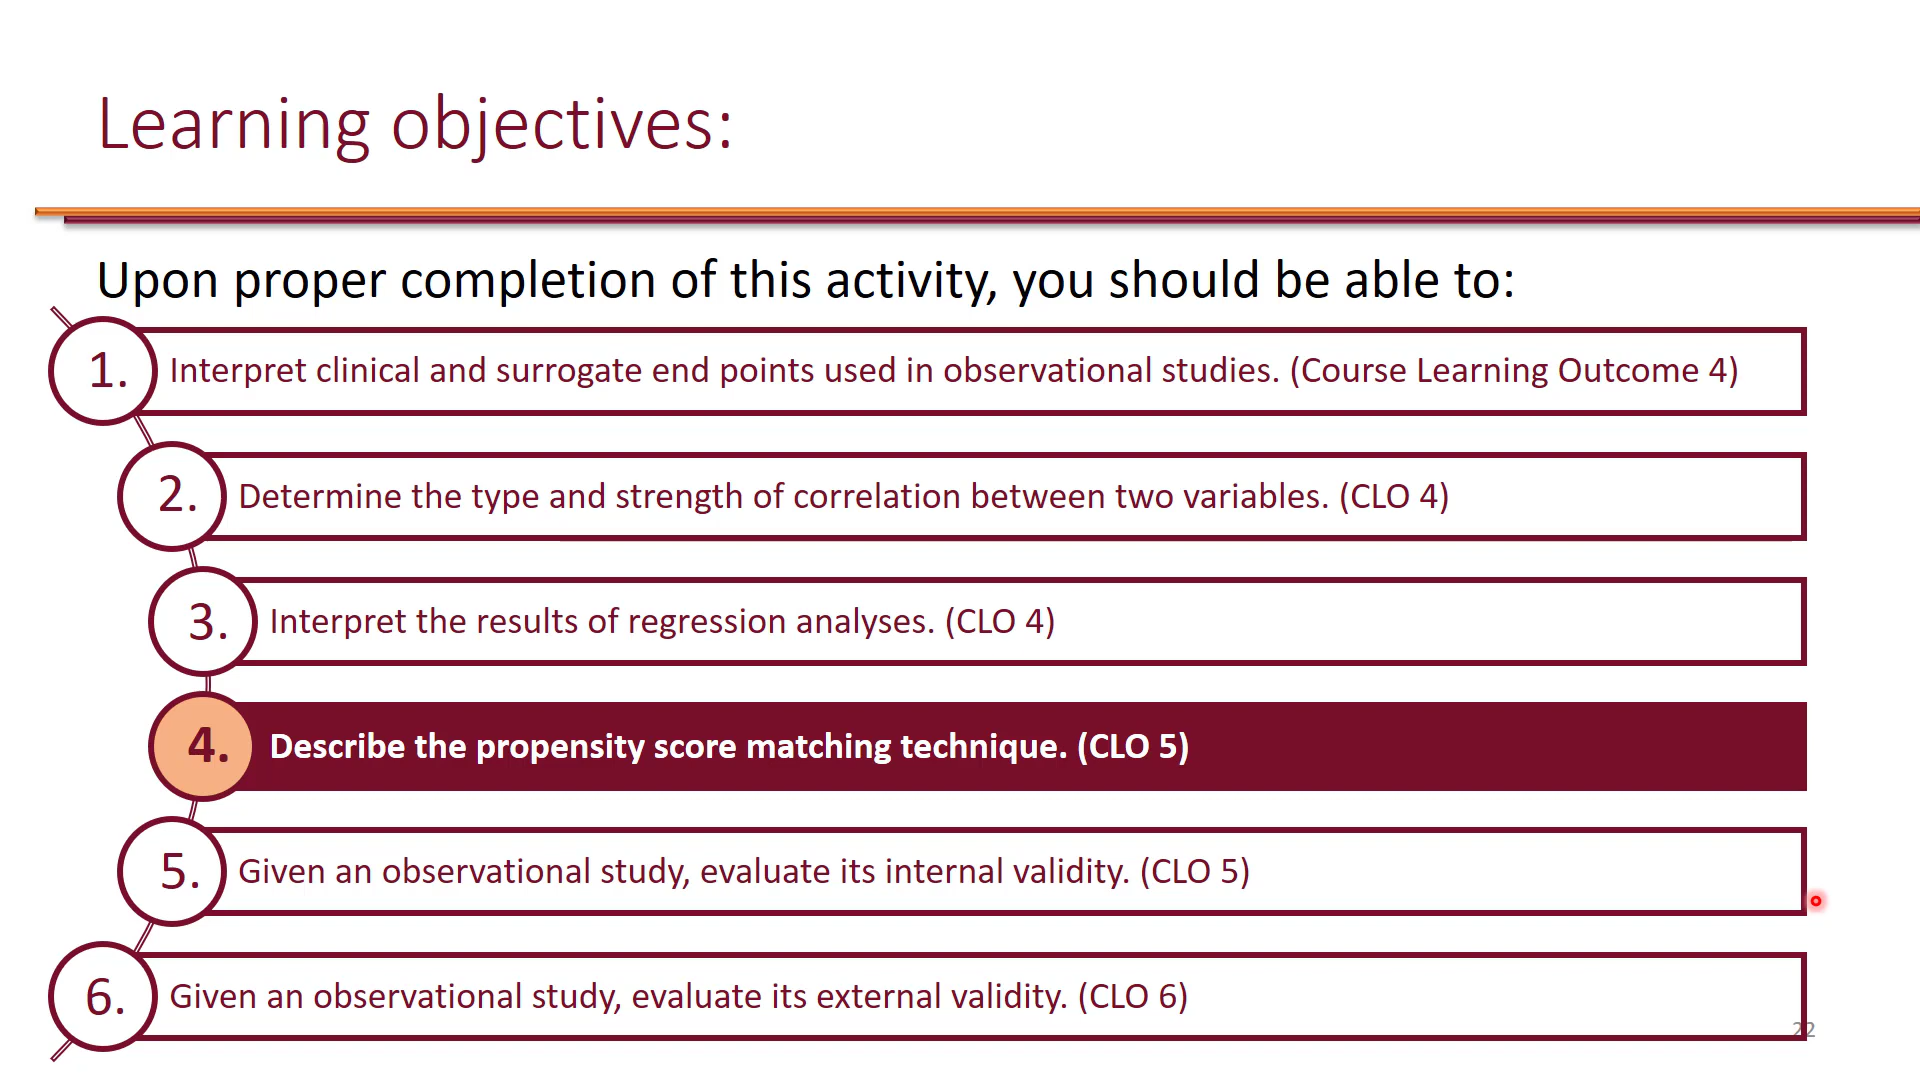 Learning objectives:
Upon proper completion of this activity, you should be able to:
1. Interpret clinical and surrogate end points used in observational studies. (Course Learning Outcome 4)
2. Determine the type and strength of correlation between two variables. (CLO 4)
3. Interpret the results of regression analyses. (CLO 4)
4. Describe the propensity score matching technique. (CLO 5)
5. Given an observational study, evaluate its internal validity. (CLO 5)
6. Given an observational study, evaluate its external validity. (CLO 6)
22